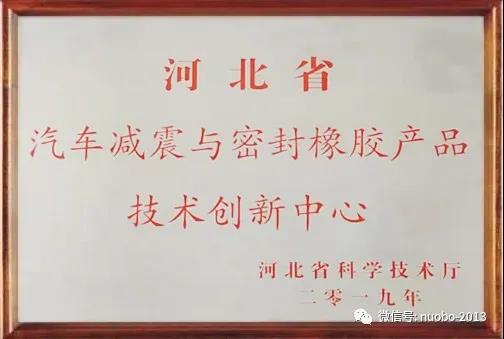 河北省
汽车减震与密封橡胶产品
技术创新中心
河北省科学技术厅
二零一九年
微信号: nuobo-2013